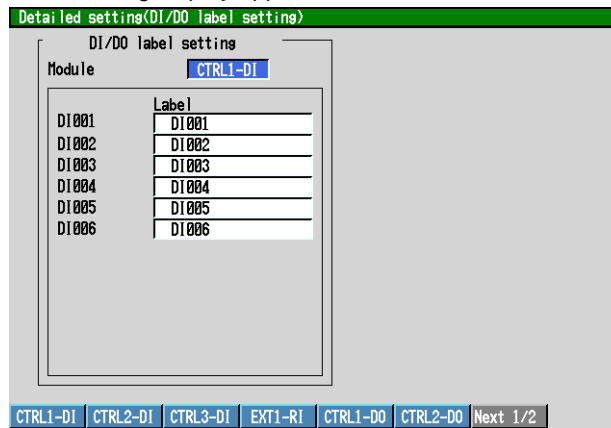 Detailed setting(DI/DO label setting)
DI/DO label setting
Module CTRL1-DI
Label
DI001 DI001
DI002 DI002
DI003 DI003
DI004 DI004
DI005 DI005
DI006 DI006
CTRL1-DI CTRL2-DI CTRL3-DI EXT1-RI CTRL1-DO CTRL2-DO Next 1/2